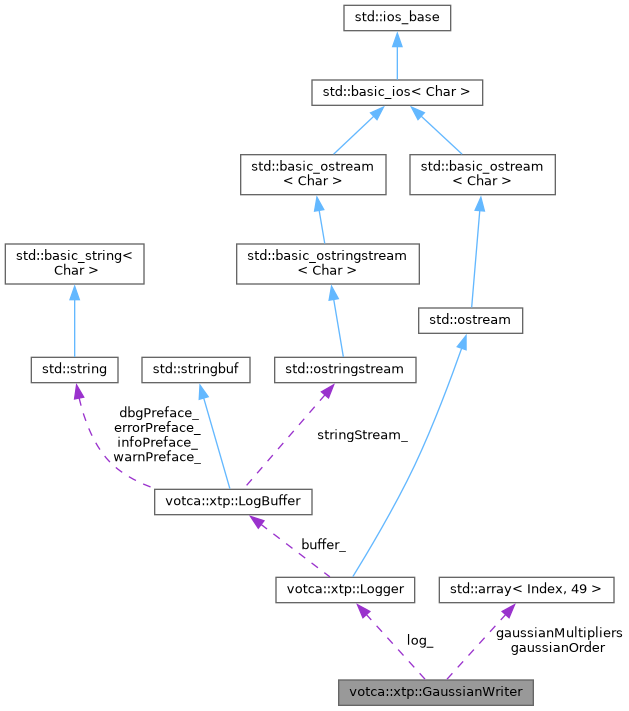 std::ios_base
std::basic_ios< Char >
std::basic_ostream
< Char >
std::basic_ostream
< Char >
std::basic_string<
Char >
std::basic_ostringstream
< Char >
std::ostream
std::string
std::stringbuf
std::ostringstream
dbgPreface_
errorPreface_
infoPreface_
warnPreface_
stringStream_
votca::xtp::LogBuffer
buffer_
votca::xtp::Logger
std::array< Index, 49 >
log_
gaussianMultipliers
gaussianOrder
votca::xtp::GaussianWriter